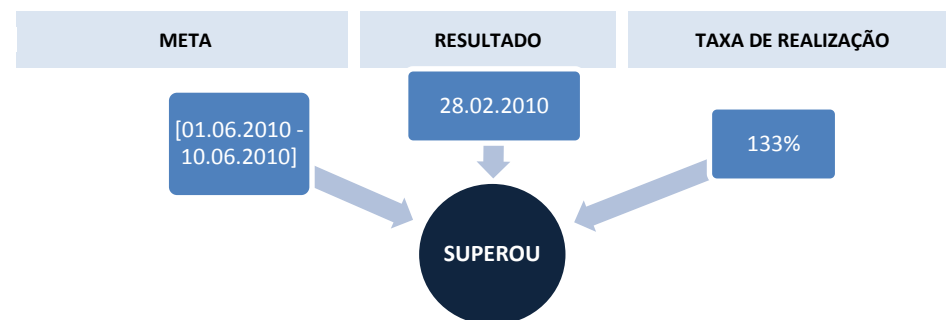 META
RESULTADO
TAXA DE REALIZAÇÃO
[01.06.2010 -
10.06.2010]
28.02.2010
133%
SUPEROU